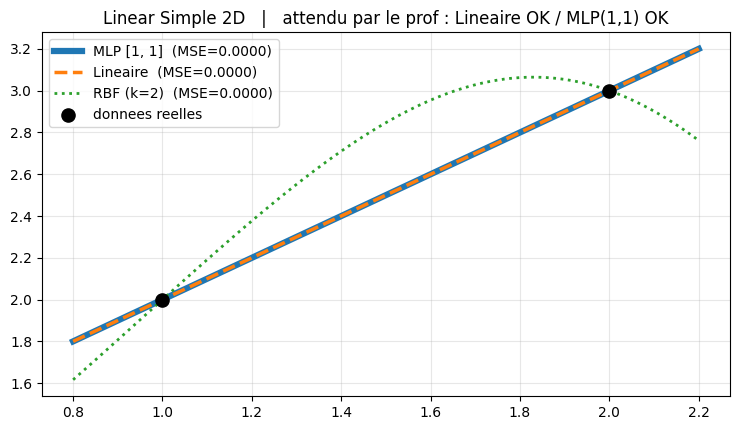 Linear Simple 2D | attendu par le prof : Lineaire OK / MLP(1,1) OK
MLP [1, 1] (MSE=0.0000)
Lineaire (MSE=0.0000)
RBF (k=2) (MSE=0.0000)
donnees reelles
3.2
3.0
2.8
2.6
2.4
2.2
2.0
1.8
1.6
0.8 1.0 1.2 1.4 1.6 1.8 2.0 2.2